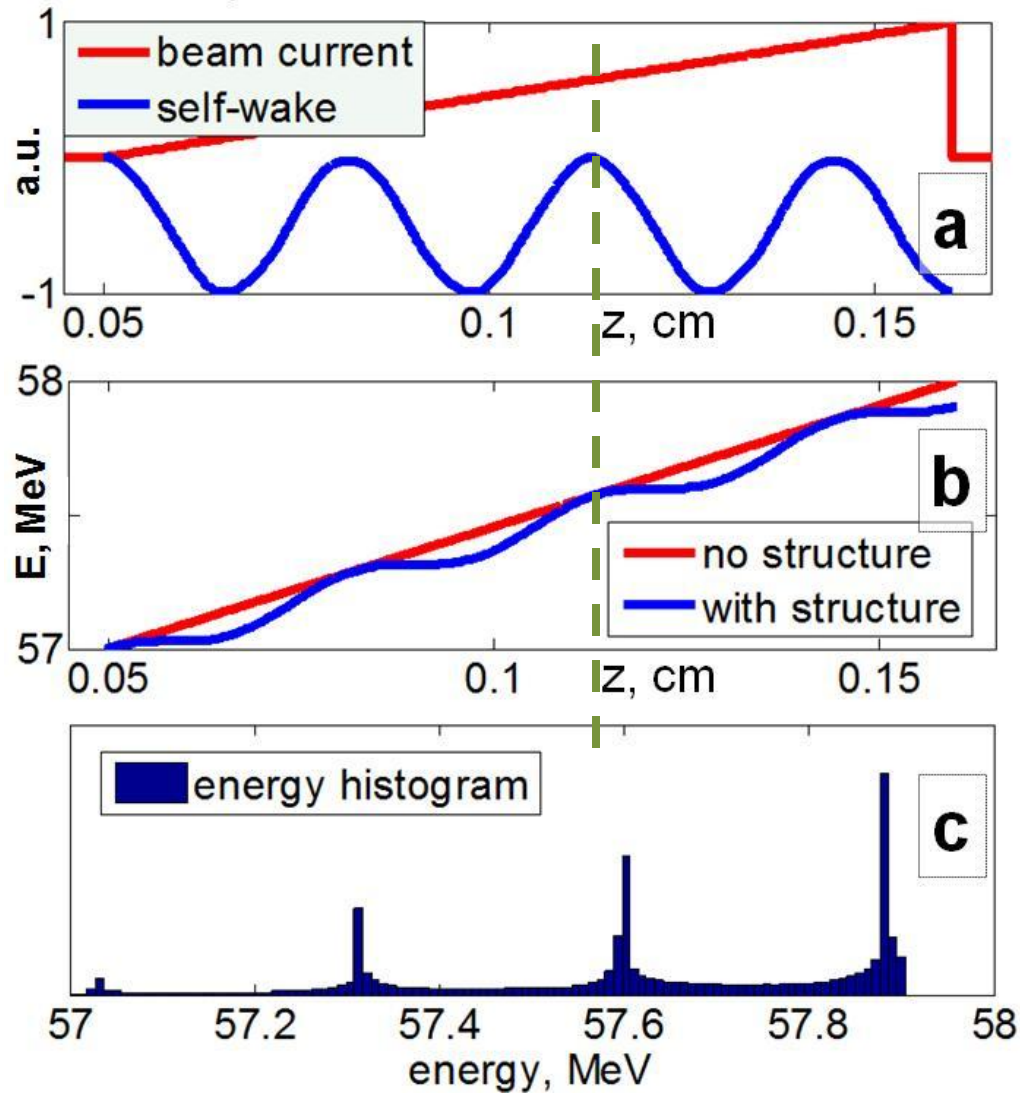 1
beam current
self-wake
a.u.
a
-1
0.05
0.1
z, cm
0.15
58
b
E, MeV
no structure
with structure
57
0.05
0.1
z, cm
0.15
energy histogram
c
57
57.2
57.4
57.6
57.8
58
energy, MeV